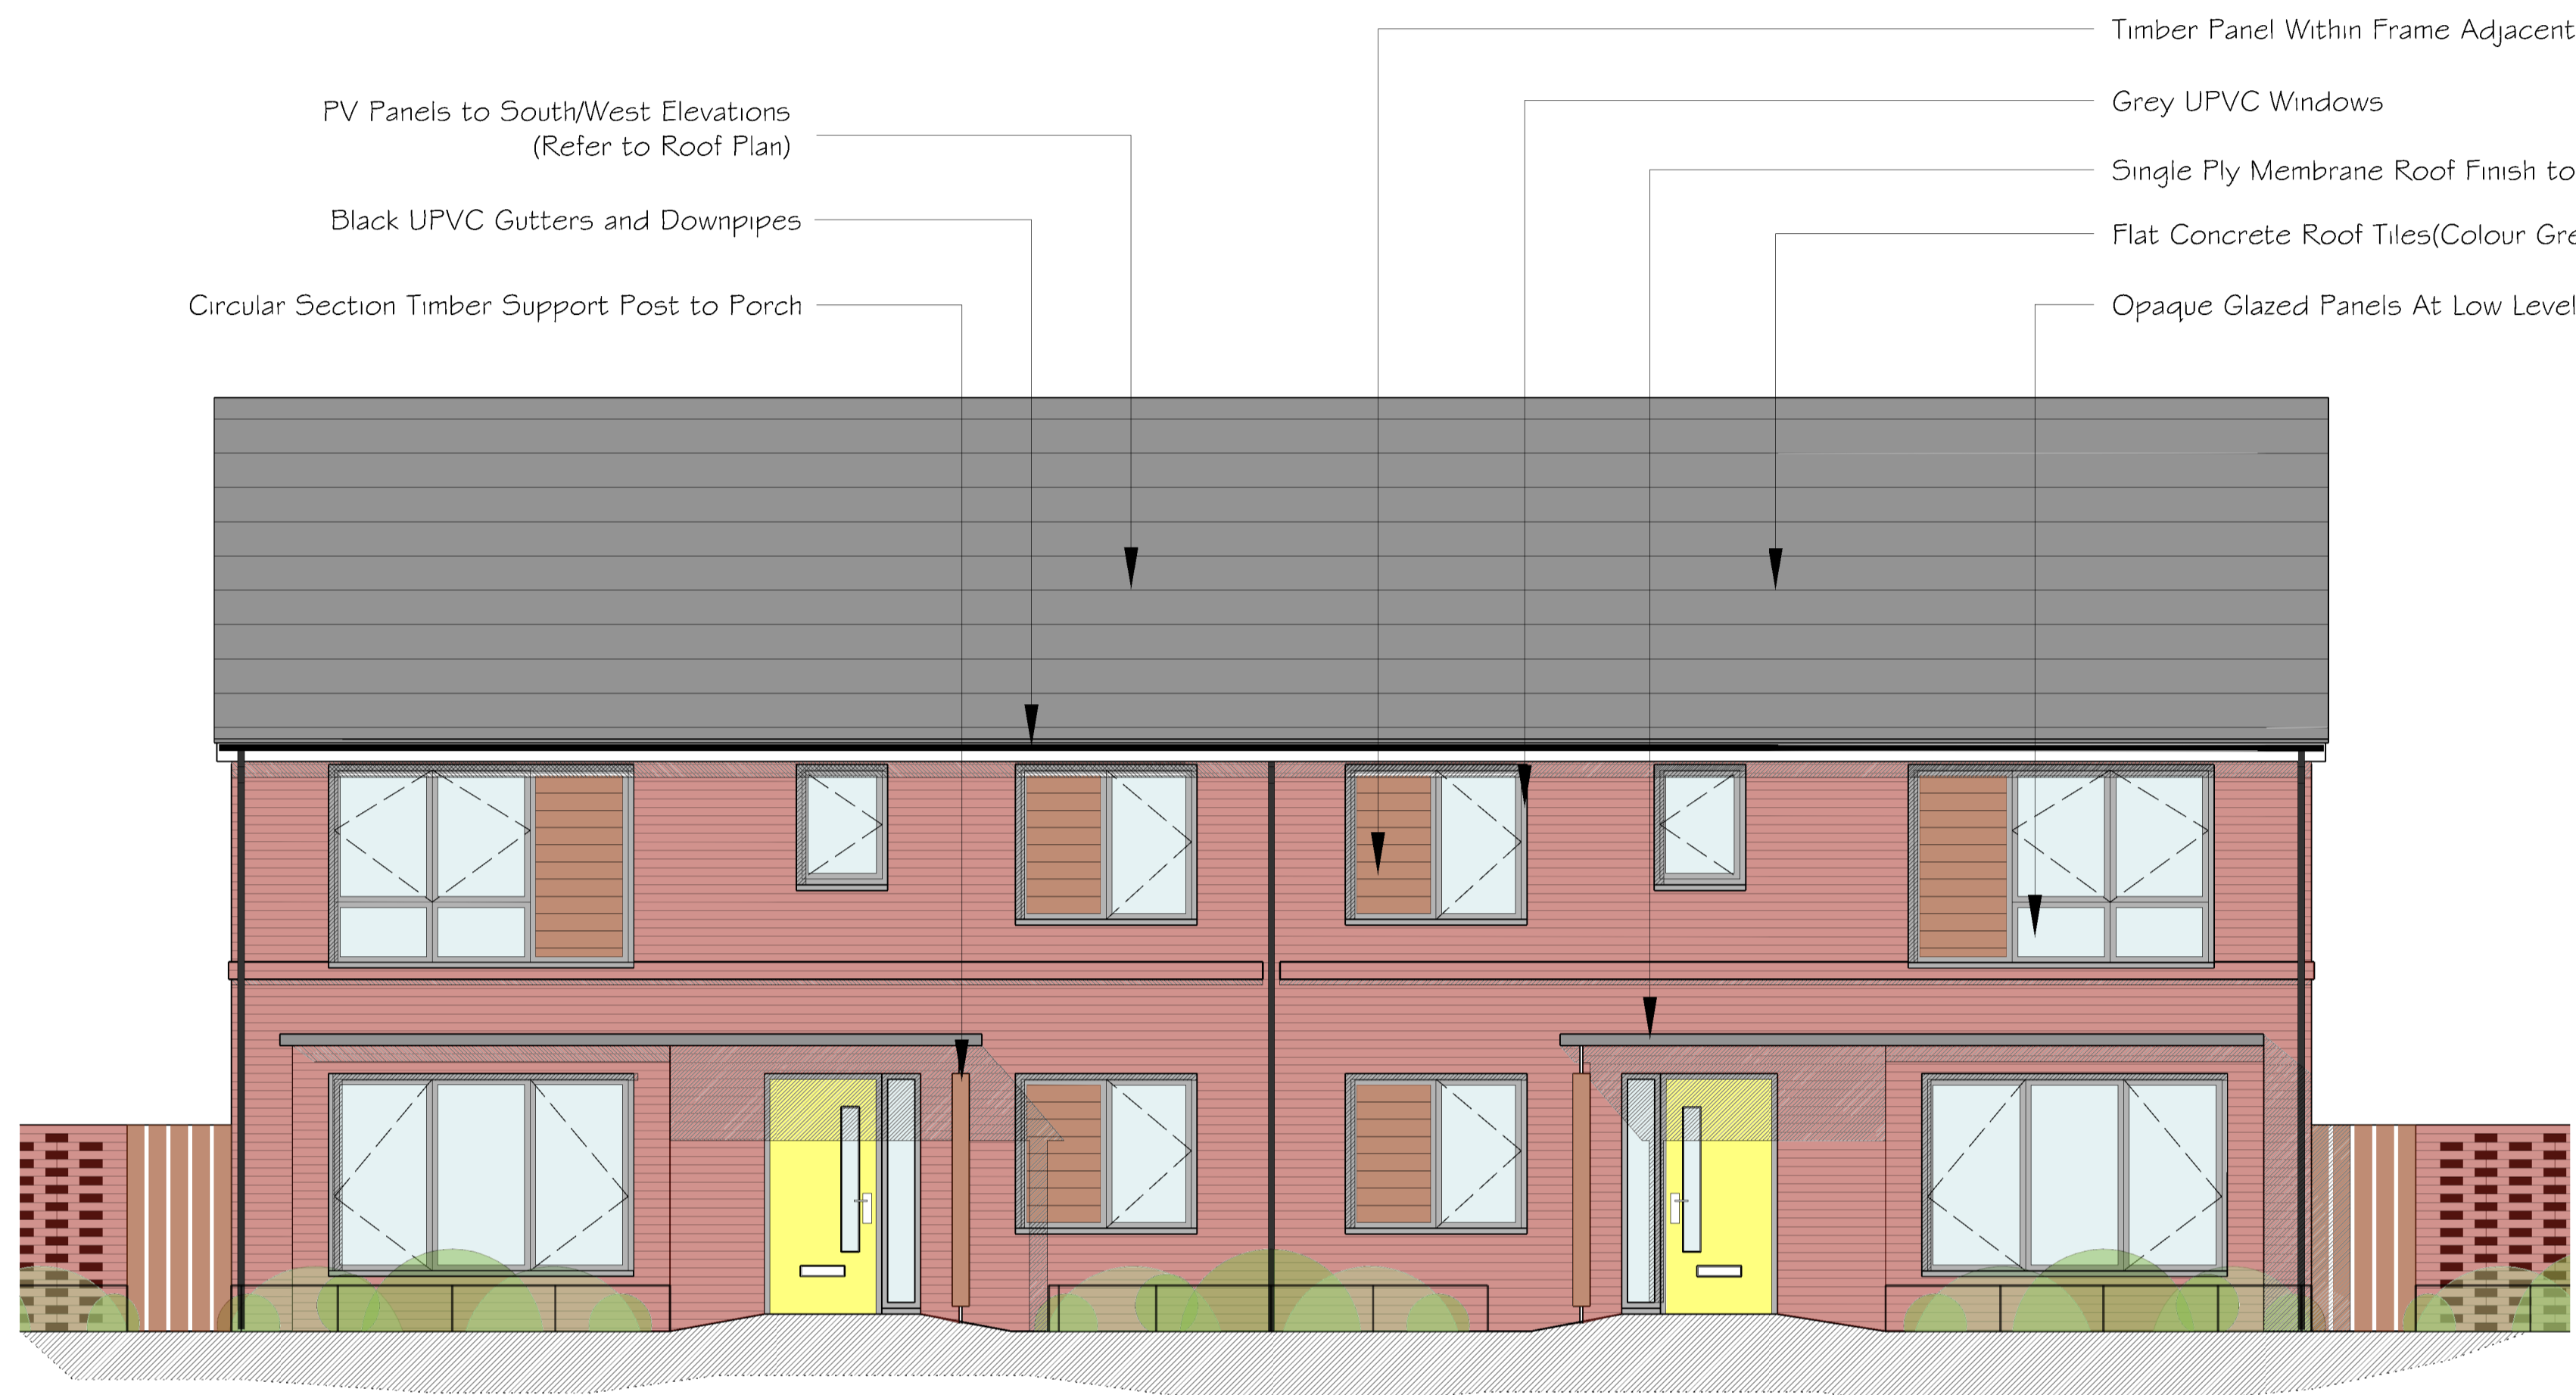 PV Panels to South/West Elevations
(Refer to Roof Plan)
Black UPVC Gutters and Downpipes
Circular Section Timber Support Post to Porch
Timber Panel Within Frame Adjacent
Grey UPVC Windows
Single Ply Membrane Roof Finish to
Flat Concrete Roof Tiles(Colour Gre
Opaque Glazed Panels At Low Level